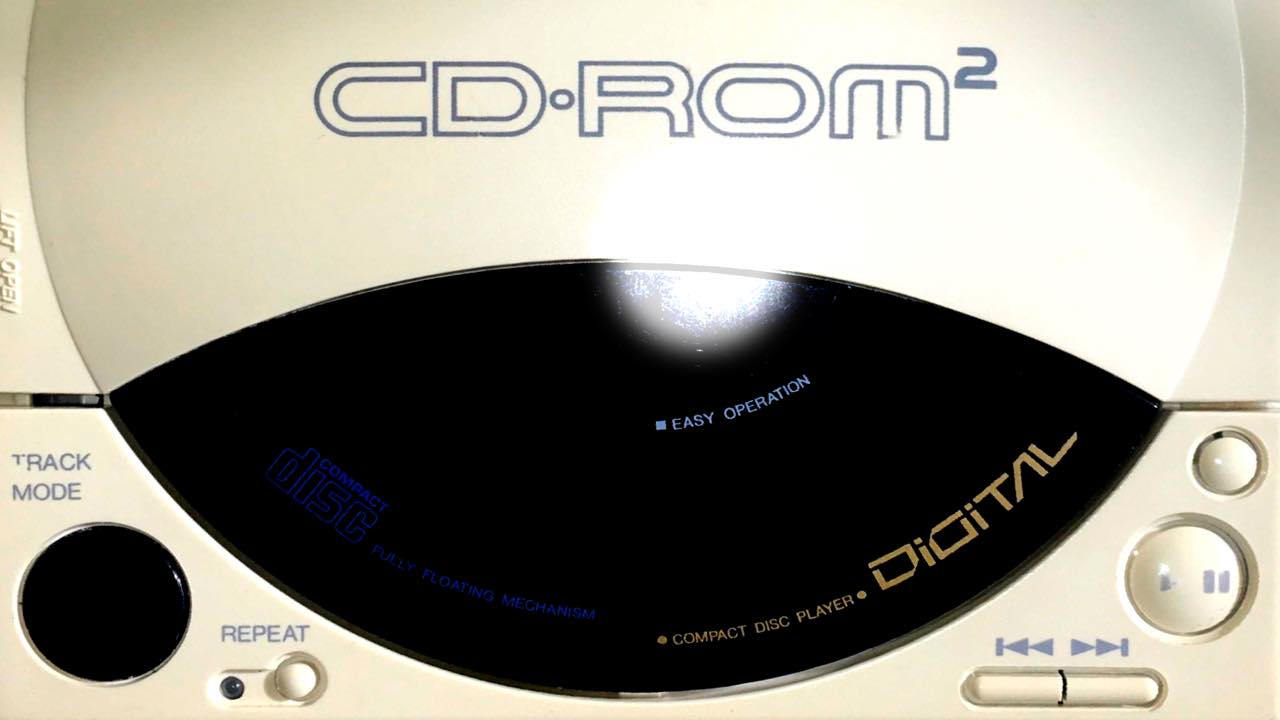 CD·ROM²
LIFT OPEN
■ EASY OPERATION
TRACK
MODE
COMPACT
disc
DiGiTAL
FULLY FLOATING MECHANISM
● COMPACT DISC PLAYER ●
REPEAT